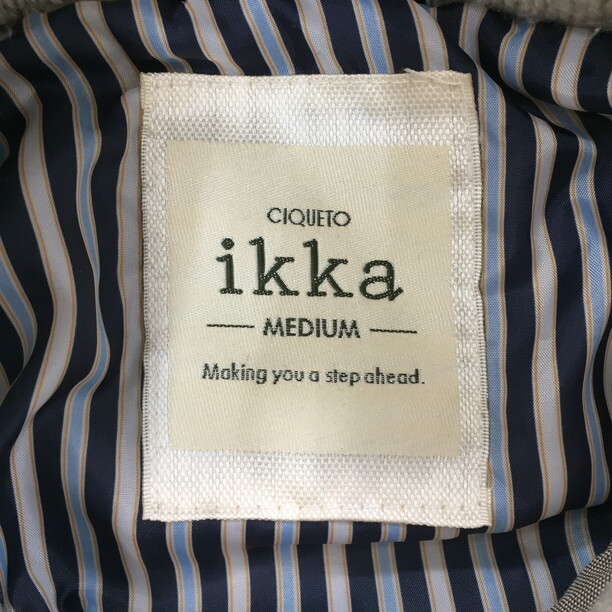 CIQUETO
ikka
MEDIUM
Making you a step ahead.